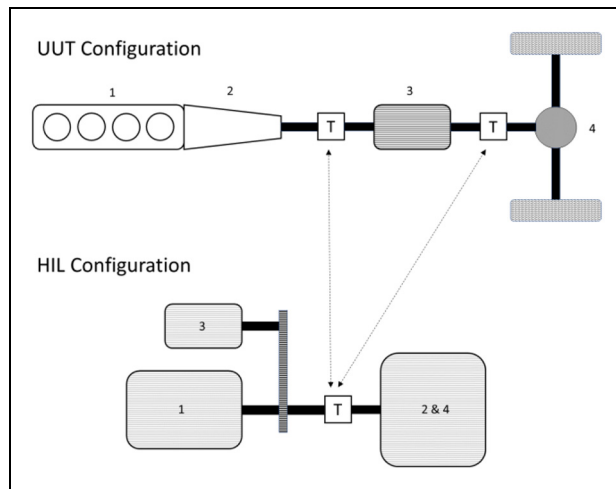 UUT Configuration
1 2 3
T T 4
HIL Configuration
3
1 T 2 & 4